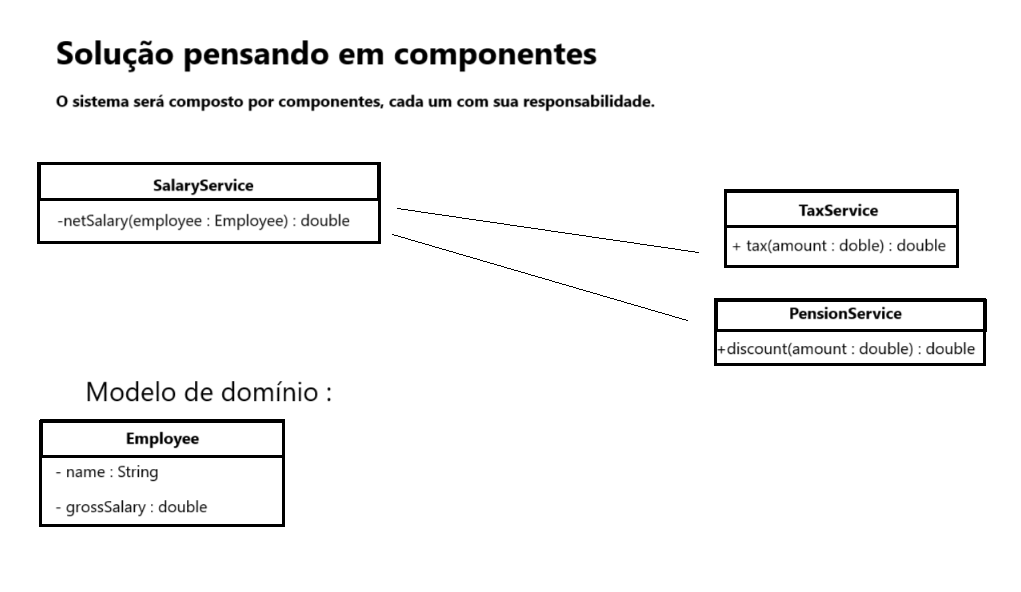 Solução pensando em componentes
O sistema será composto por componentes, cada um com sua responsabilidade.
SalaryService
-netSalary(employee : Employee) : double
TaxService
+ tax(amount : doble) : double
PensionService
+discount(amount : double) : double
Modelo de domínio :
Employee
- name : String
- grossSalary : double